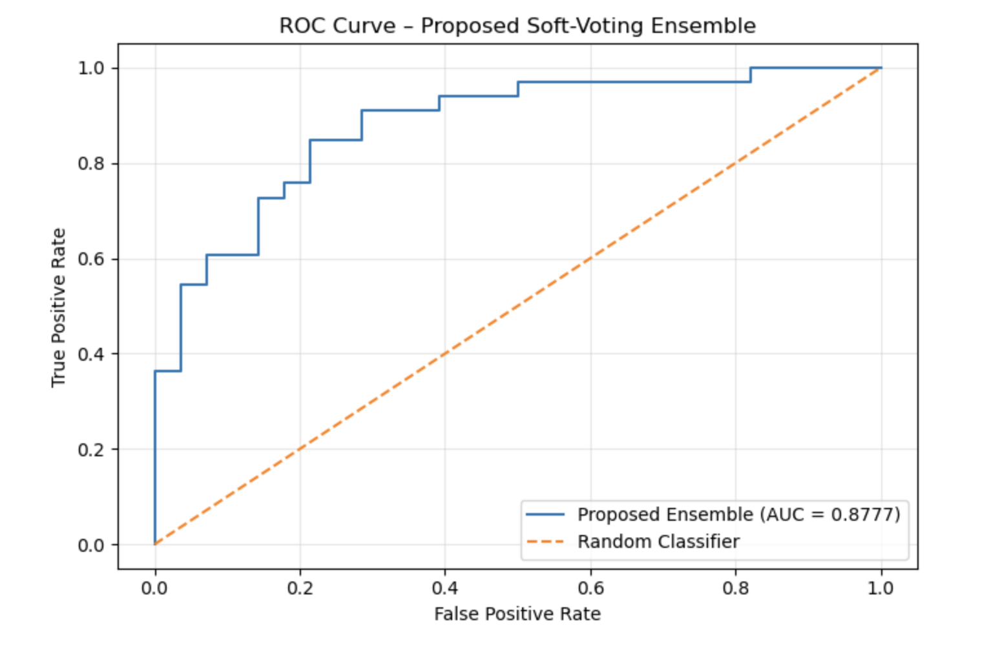 ROC Curve – Proposed Soft-Voting Ensemble
1.0
0.8
0.6
0.4
0.2
0.0
True Positive Rate
Proposed Ensemble (AUC = 0.8777)
Random Classifier
0.0 0.2 0.4 0.6 0.8 1.0
False Positive Rate